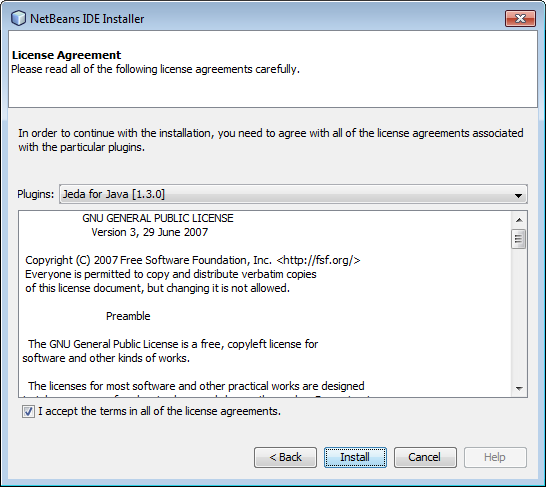 NetBeans IDE Installer
License Agreement
Please read all of the following license agreements carefully.
In order to continue with the installation, you need to agree with all of the license agreements associated
with the particular plugins.
Plugins: Jeda for Java [1.3.0]
GNU GENERAL PUBLIC LICENSE
Version 3, 29 June 2007
Copyright (C) 2007 Free Software Foundation, Inc. <http://fsf.org/>
Everyone is permitted to copy and distribute verbatim copies
of this license document, but changing it is not allowed.
Preamble
The GNU General Public License is a free, copyleft license for
software and other kinds of works.
The licenses for most software and other practical works are designed
I accept the terms in all of the license agreements.
< Back Install Cancel Help